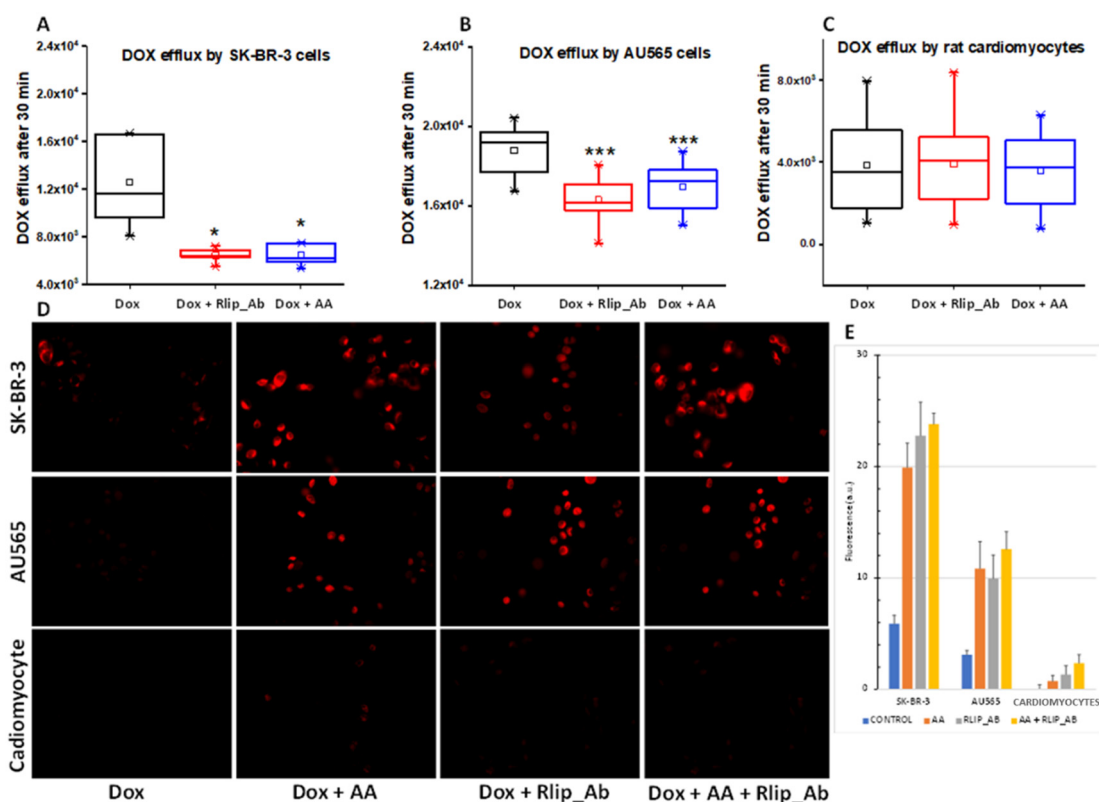 A
DOX efflux by SK-BR-3 cells
DOX efflux after 30 min
2.4x10⁴
2.0x10⁴
1.6x10⁴
1.2x10⁴
8.0x10³
4.0x10³
*
*
Dox
Dox + Rlip_Ab
Dox + AA
B
DOX efflux by AU565 cells
DOX efflux after 30 min
2.4x10⁴
2.0x10⁴
1.6x10⁴
1.2x10⁴
***
***
Dox
Dox + Rlip_Ab
Dox + AA
C
DOX efflux by rat cardiomyocytes
DOX efflux after 30 min
8.0x10³
4.0x10³
0.0
Dox
Dox + Rlip_Ab
Dox + AA
D
SK-BR-3
AU565
Cadiomyocyte
Dox
Dox + AA
Dox + Rlip_Ab
Dox + AA + Rlip_Ab
E
Fluorescence (a.u.)
30
20
10
0
SK-BR-3
AU565
CARDIOMYOCYTES
CONTROL
AA
RLIP_AB
AA + RLIP_AB